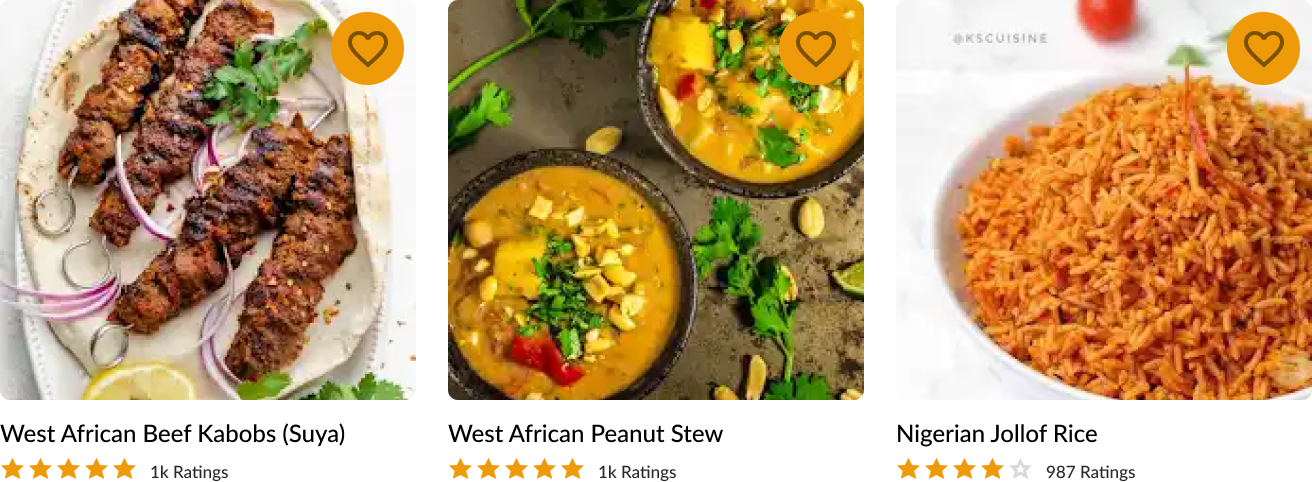 @KSCUISINE
West African Beef Kabobs (Suya)
1k Ratings
West African Peanut Stew
1k Ratings
Nigerian Jollof Rice
987 Ratings